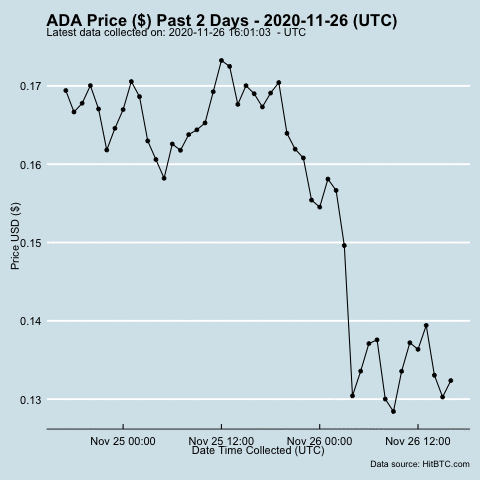 ADA Price ($) Past 2 Days - 2020-11-26 (UTC)
Latest data collected on: 2020-11-26 16:01:03 - UTC
0.17
0.16
0.15
0.14
0.13
Price USD ($)
Nov 25 00:00 Nov 25 12:00 Nov 26 00:00 Nov 26 12:00
Date Time Collected (UTC)
Data source: HitBTC.com